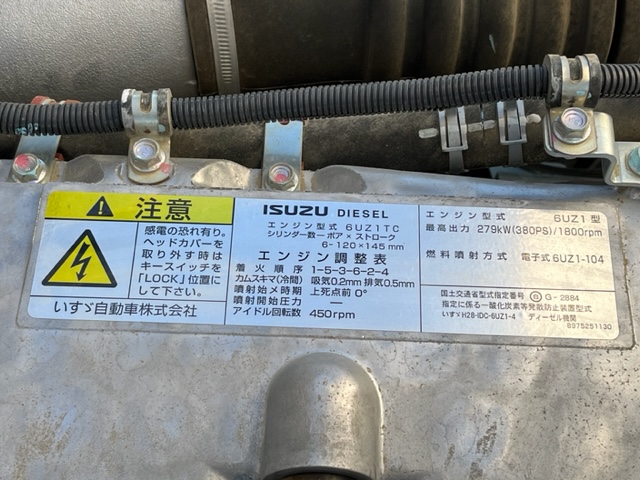 注意
感電の恐れ有り。
ヘッドカバーを
取り外す時は
キースイッチを
「LOCK」位置に
して下さい。
いすゞ自動車株式会社
ISUZU DIESEL
エンジン型式 6UZ1TC
シリンダー数ー ボア × ストローク
6-120×145mm
エンジン調整表
着火順序 1-5-3-6-2-4
カムスキマ(冷間) 吸気0.2mm 排気0.5mm
噴射始メ時期 上死点前0°
噴射開始圧力 ー
アイドル回転数 450rpm
エンジン型式 6UZ1型
最高出力 279kW(380PS)/1800rpm
燃料噴射方式 電子式6UZ1-104
国土交通省型式指定番号 G G-2884
指定に係る一酸化炭素等発散防止装置型式
いすゞH28-IDC-6UZ1-4 ディーゼル機関
8975251130